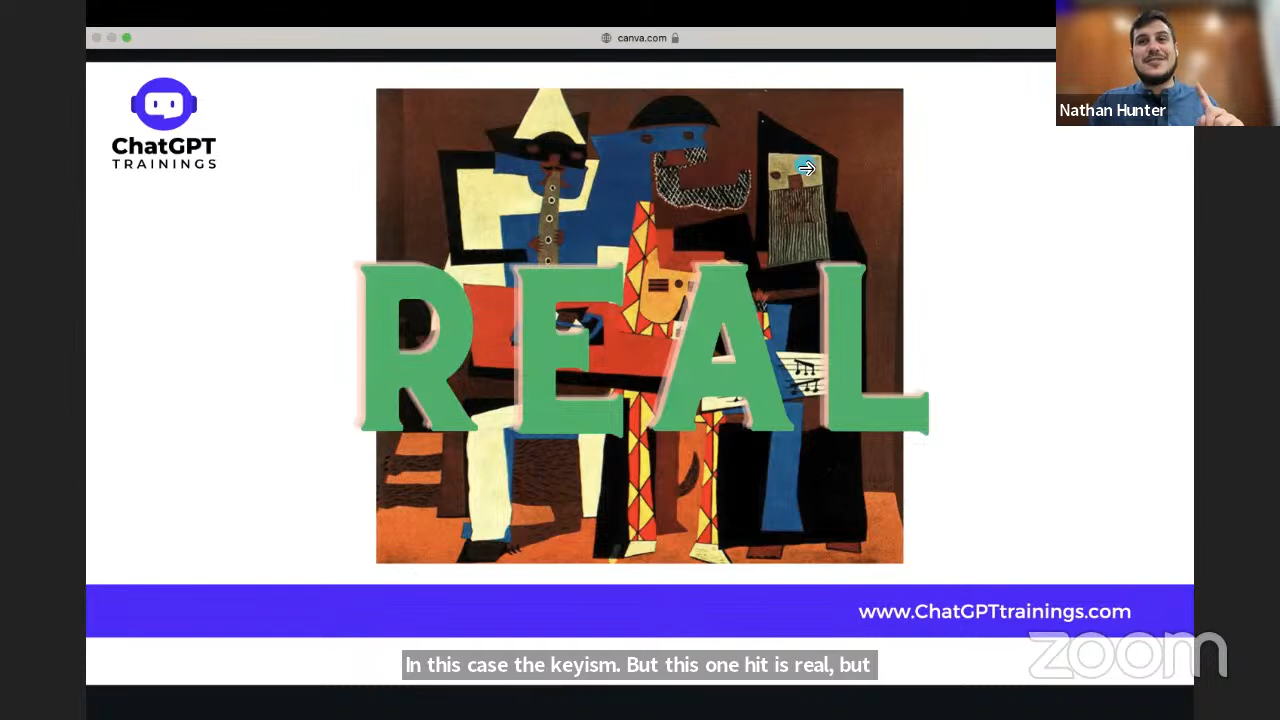 canva.com
Nathan Hunter
ChatGPT
TRAININGS
REAL
www.ChatGPTtrainings.com
In this case the keyism. But this one hit is real, but
zoom